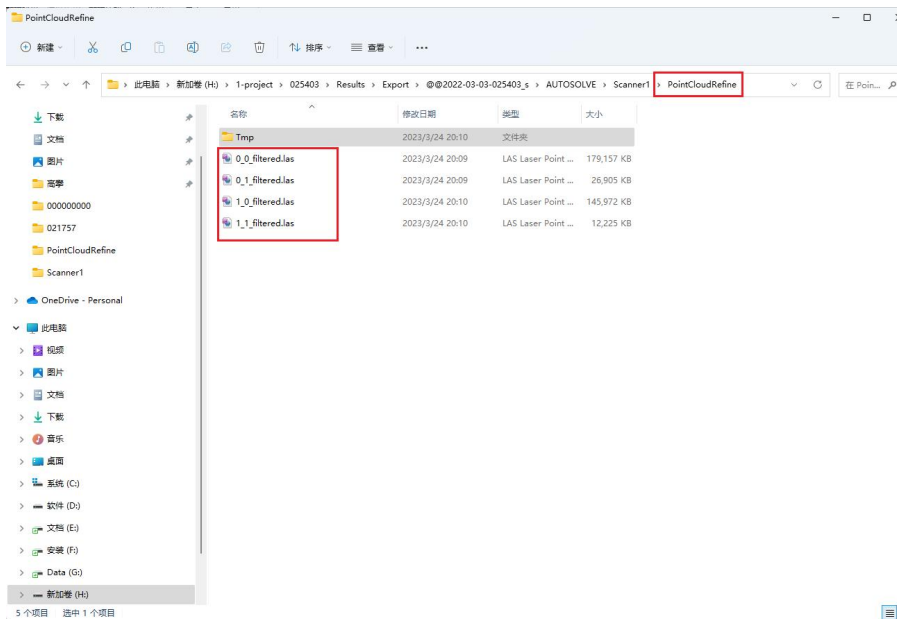 PointCloudRefine
新建
排序
查看
此电脑 > 新加卷 (H:) > 1-project > 025403 > Results > Export > @@2022-03-03-025403_s > AUTOSOLVE > Scanner1 > PointCloudRefine
在 Poin...
名称 修改日期 类型 大小
Tmp 2023/3/24 20:10 文件夹
0_0_filtered.las 2023/3/24 20:09 LAS Laser Point ... 179,157 KB
0_1_filtered.las 2023/3/24 20:09 LAS Laser Point ... 26,905 KB
1_0_filtered.las 2023/3/24 20:10 LAS Laser Point ... 145,972 KB
1_1_filtered.las 2023/3/24 20:10 LAS Laser Point ... 12,225 KB
下载
文档
图片
高攀
000000000
021757
PointCloudRefine
Scanner1
OneDrive - Personal
此电脑
视频
图片
文档
下载
音乐
桌面
系统 (C:)
软件 (D:)
文档 (E:)
安装 (F:)
Data (G:)
新加卷 (H:)
5 个项目 选中 1 个项目